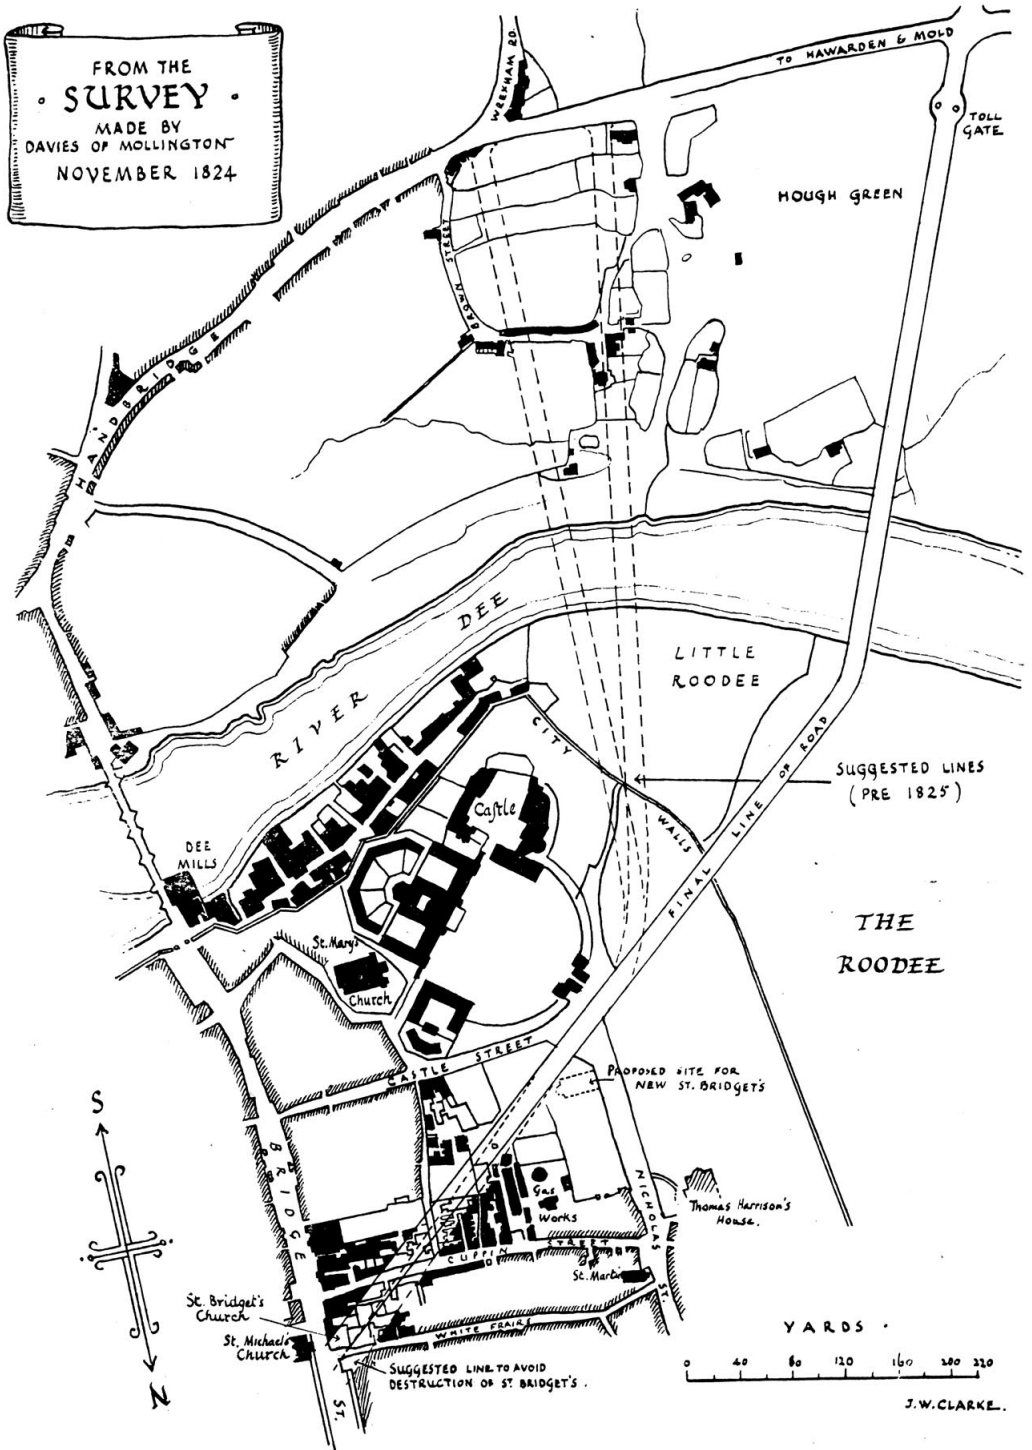 FROM THE
SURVEY
MADE BY
DAVIES OF MOLLINGTON
NOVEMBER 1824
WREXHAM RD.
TO HAWARDEN & MOLD
TOLL
GATE
HOUGH GREEN
BROWN STREET
HANDBRIDGE
RIVER DEE
LITTLE
ROODEE
CITY WALLS
SUGGESTED LINES
(PRE 1825)
FINAL LINE OF ROAD
Castle
DEE
MILLS
THE
ROODEE
St. Mary's
Church
CASTLE STREET
PROPOSED SITE FOR
NEW ST. BRIDGET'S
S
N
BRIDGE ST.
Gas
Works
NICHOLAS ST.
Thomas Harrison's
House.
CUPPIN STREET
St. Martin
St. Bridget's
Church
St. Michael's
Church
WHITE FRAIRS
SUGGESTED LINE TO AVOID
DESTRUCTION OF ST. BRIDGET'S.
YARDS .
0 40 80 120 160 200 220
J.W. CLARKE.